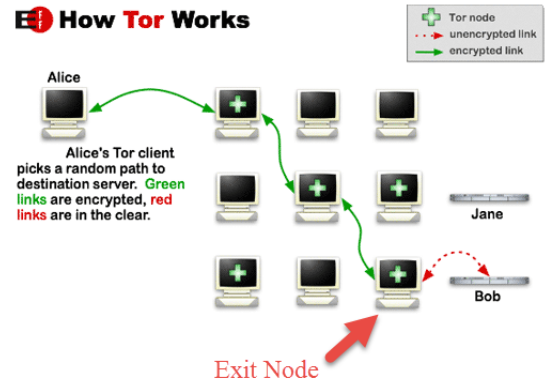 EFF How Tor Works
Tor node
unencrypted link
encrypted link
Alice
Alice's Tor client
picks a random path to
destination server. Green
links are encrypted, red
links are in the clear.
Jane
Bob
Exit Node